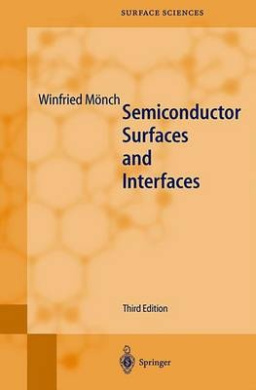 SURFACE SCIENCES
Winfried Mönch
Semiconductor
Surfaces
and
Interfaces
Third Edition
Springer